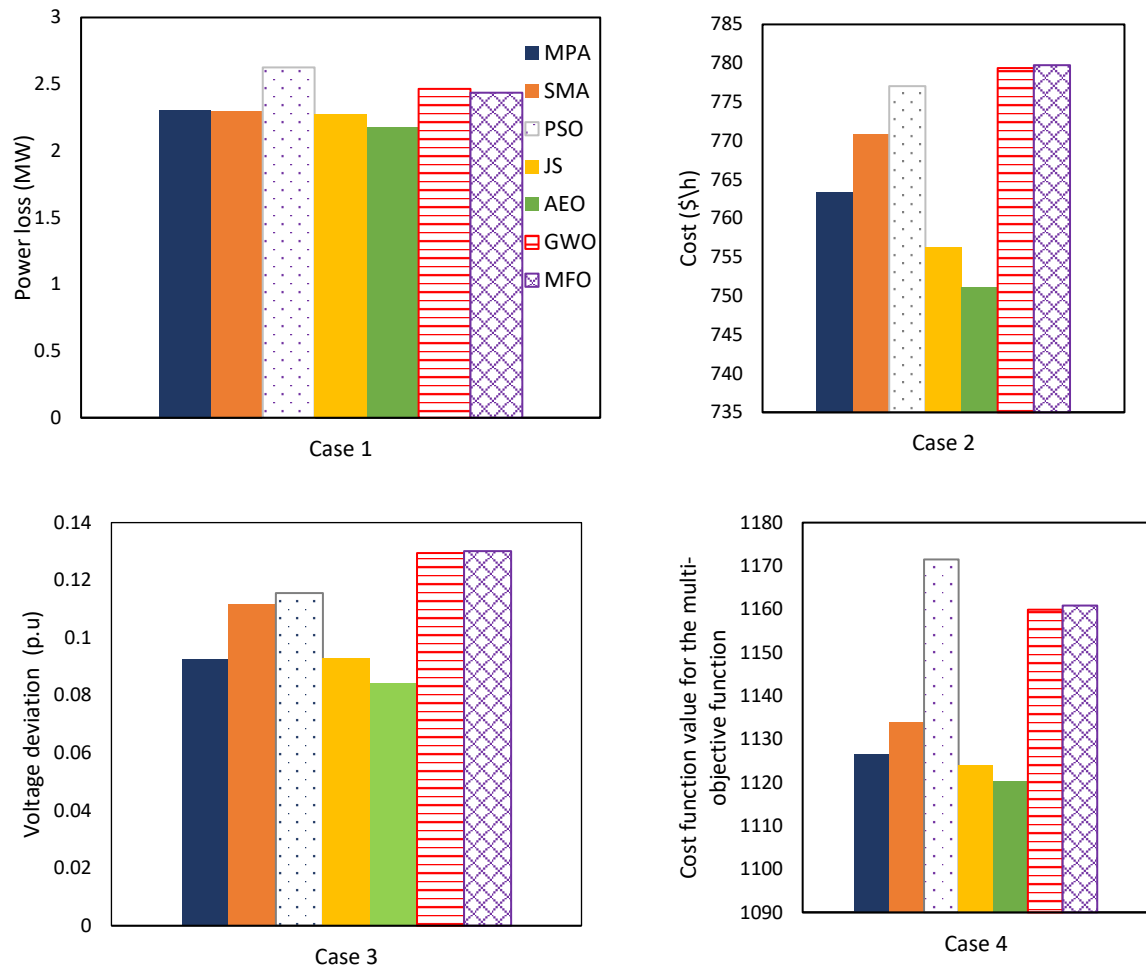 3
2.5
2
1.5
1
0.5
0
Power loss (MW)
MPA
SMA
PSO
JS
AEO
GWO
MFO
Case 1
785
780
775
770
765
760
755
750
745
740
735
Cost ($\h)
Case 2
0.14
0.12
0.1
0.08
0.06
0.04
0.02
0
Voltage deviation (p.u)
Case 3
1180
1170
1160
1150
1140
1130
1120
1110
1100
1090
Cost function value for the multi-
objective function
Case 4